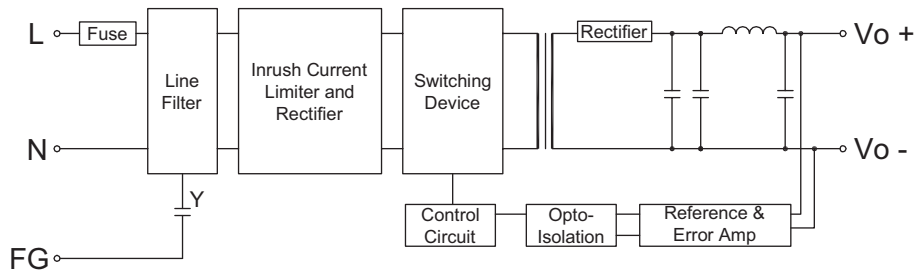 L
Fuse
Line
Filter
Inrush Current
Limiter and
Rectifier
Switching
Device
Rectifier
Vo +
N
Vo -
Y
FG
Control
Circuit
Opto-
Isolation
Reference &
Error Amp